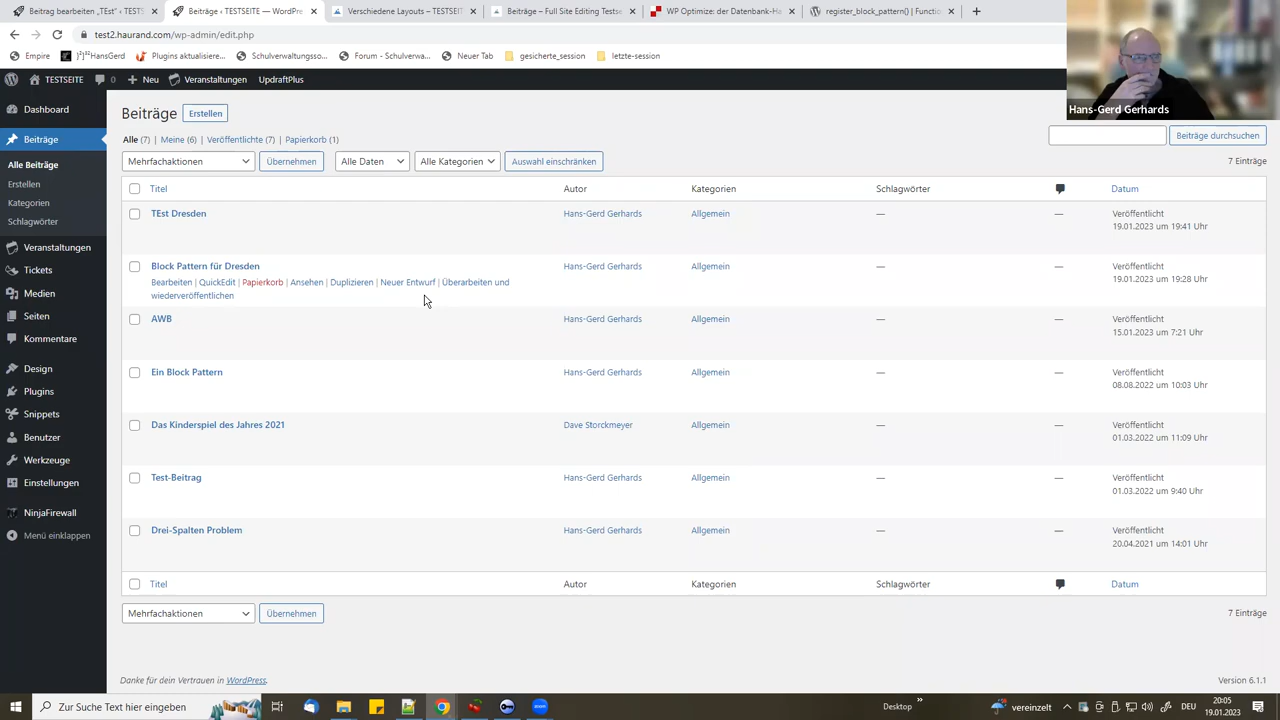 Beitrag bearbeiten „TEst" ‹ TESTS
Beiträge ‹ TESTSEITE — WordPre
Verschiedene Layouts – TESTSEIT
Beiträge – Full Site Editing Testse
WP Optimize: der Datenbank-Ha
register_block_pattern() | Functio
test2.haurand.com/wp-admin/edit.php
Empire
}²]³²HansGerd
Plugins aktualisiere...
Schulverwaltungsso...
Forum - Schulverwa...
Neuer Tab
gesicherte_session
letzte-session
TESTSEITE
0
Neu
Veranstaltungen
UpdraftPlus
Hans-Gerd Gerhards
Dashboard
Beiträge
Alle Beiträge
Erstellen
Kategorien
Schlagwörter
Veranstaltungen
Tickets
Medien
Seiten
Kommentare
Design
Plugins
Snippets
Benutzer
Werkzeuge
Einstellungen
NinjaFirewall
Menü einklappen
Beiträge Erstellen
Alle (7) | Meine (6) | Veröffentlichte (7) | Papierkorb (1)
Beiträge durchsuchen
Mehrfachaktionen Übernehmen Alle Daten Alle Kategorien Auswahl einschränken
7 Einträge
Titel Autor Kategorien Schlagwörter Datum
TEst Dresden Hans-Gerd Gerhards Allgemein — — Veröffentlicht
19.01.2023 um 19:41 Uhr
Block Pattern für Dresden Hans-Gerd Gerhards Allgemein — — Veröffentlicht
19.01.2023 um 19:28 Uhr
Bearbeiten | QuickEdit | Papierkorb | Ansehen | Duplizieren | Neuer Entwurf | Überarbeiten und
wiederveröffentlichen
AWB Hans-Gerd Gerhards Allgemein — — Veröffentlicht
15.01.2023 um 7:21 Uhr
Ein Block Pattern Hans-Gerd Gerhards Allgemein — — Veröffentlicht
08.08.2022 um 10:03 Uhr
Das Kinderspiel des Jahres 2021 Dave Storckmeyer Allgemein — — Veröffentlicht
01.03.2022 um 11:09 Uhr
Test-Beitrag Hans-Gerd Gerhards Allgemein — — Veröffentlicht
01.03.2022 um 9:40 Uhr
Drei-Spalten Problem Hans-Gerd Gerhards Allgemein — — Veröffentlicht
20.04.2021 um 14:01 Uhr
Titel Autor Kategorien Schlagwörter Datum
Mehrfachaktionen Übernehmen
7 Einträge
Danke für dein Vertrauen in WordPress.
Version 6.1.1
Zur Suche Text hier eingeben
Desktop
»
vereinzelt
DEU
20:05
19.01.2023